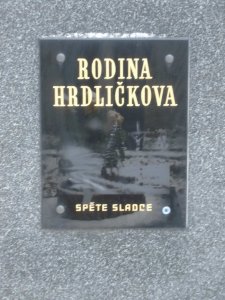 RODINA
HRDLIČKOVA
SPĚTE SLADCE